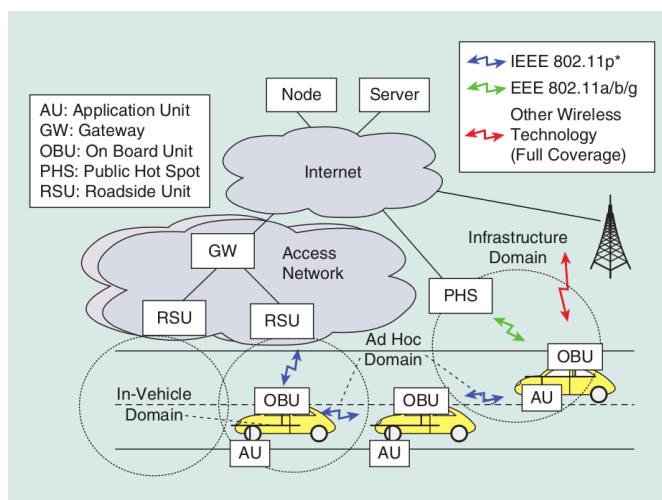 AU: Application Unit
GW: Gateway
OBU: On Board Unit
PHS: Public Hot Spot
RSU: Roadside Unit
Node
Server
IEEE 802.11p*
EEE 802.11a/b/g
Other Wireless
Technology
(Full Coverage)
Internet
GW
Access
Network
Infrastructure
Domain
PHS
RSU
RSU
Ad Hoc
Domain
OBU
AU
In-Vehicle
Domain
OBU
OBU
AU
AU